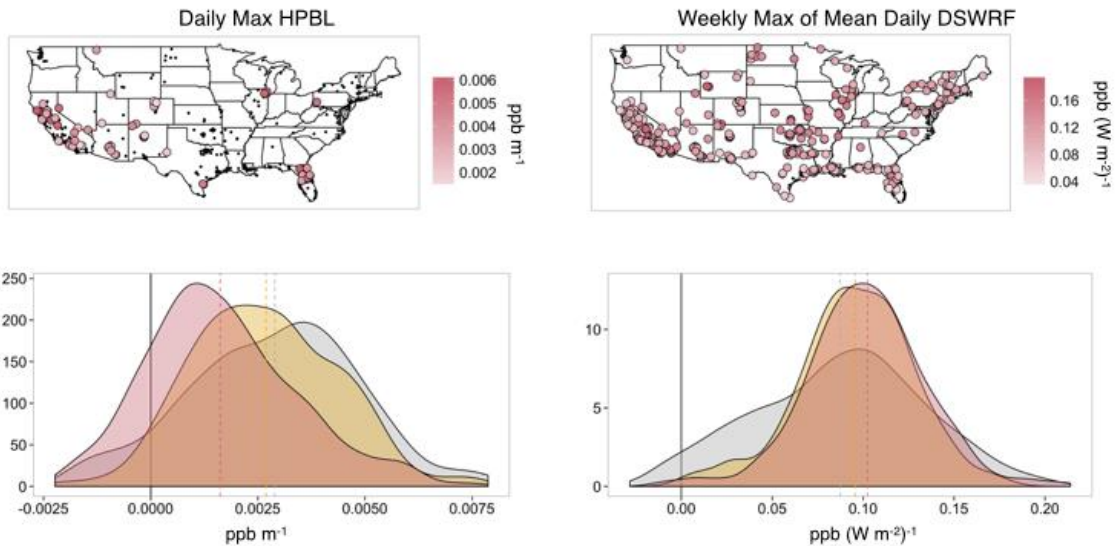 Daily Max HPBL
0.006
0.005
0.004
0.003
0.002
ppb m⁻¹
Weekly Max of Mean Daily DSWRF
0.16
0.12
0.08
0.04
ppb (W m⁻²)⁻¹
250
200
150
100
50
0
-0.0025 0.0000 0.0025 0.0050 0.0075
ppb m⁻¹
10
5
0
0.00 0.05 0.10 0.15 0.20
ppb (W m⁻²)⁻¹